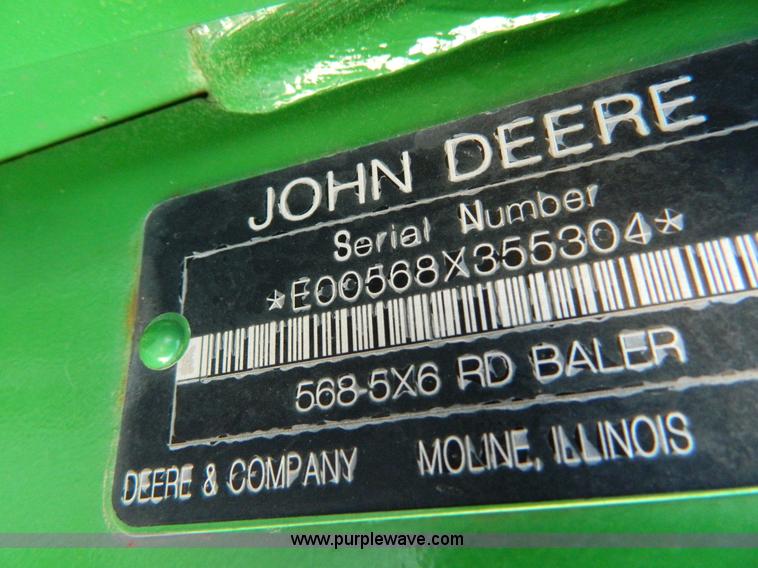 JOHN DEERE
Serial Number
*E00568X355304*
568-5X6 RD BALER
DEERE & COMPANY MOLINE, ILLINOIS
www.purplewave.com